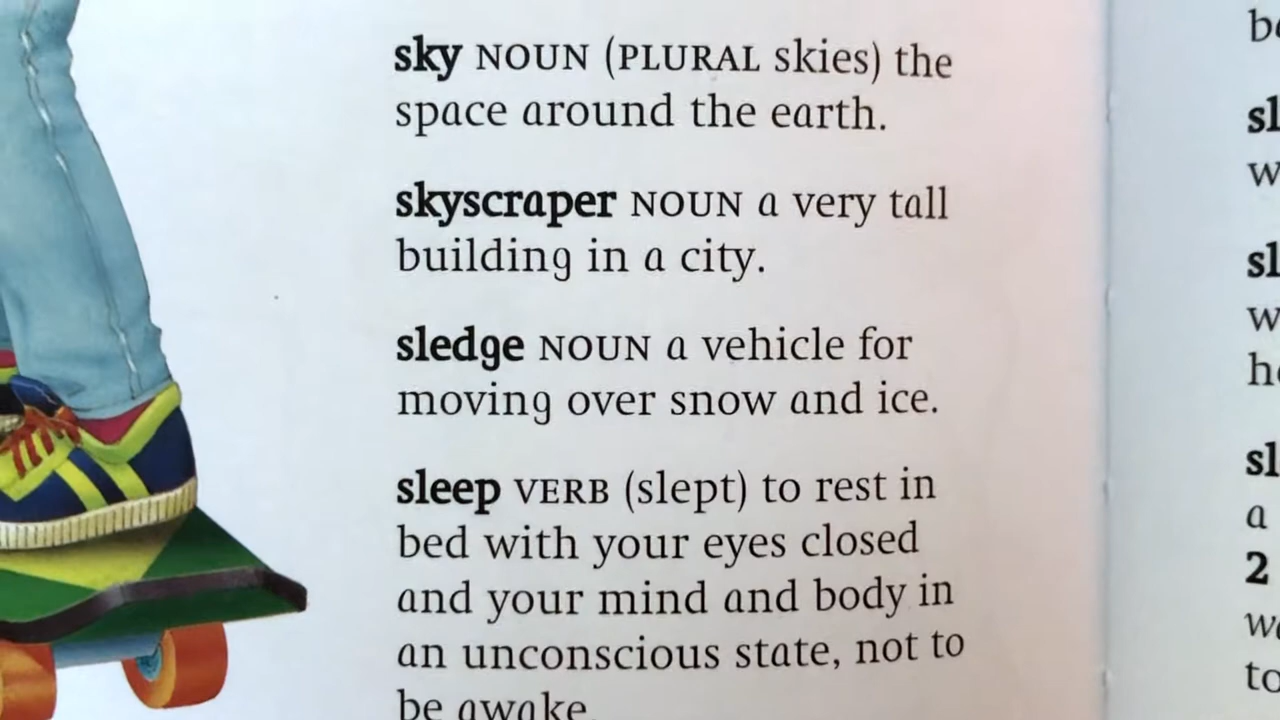 sky NOUN (PLURAL skies) the
space around the earth.
skyscraper NOUN a very tall
building in a city.
sledge NOUN a vehicle for
moving over snow and ice.
sleep VERB (slept) to rest in
bed with your eyes closed
and your mind and body in
an unconscious state, not to
be awake.
a
2